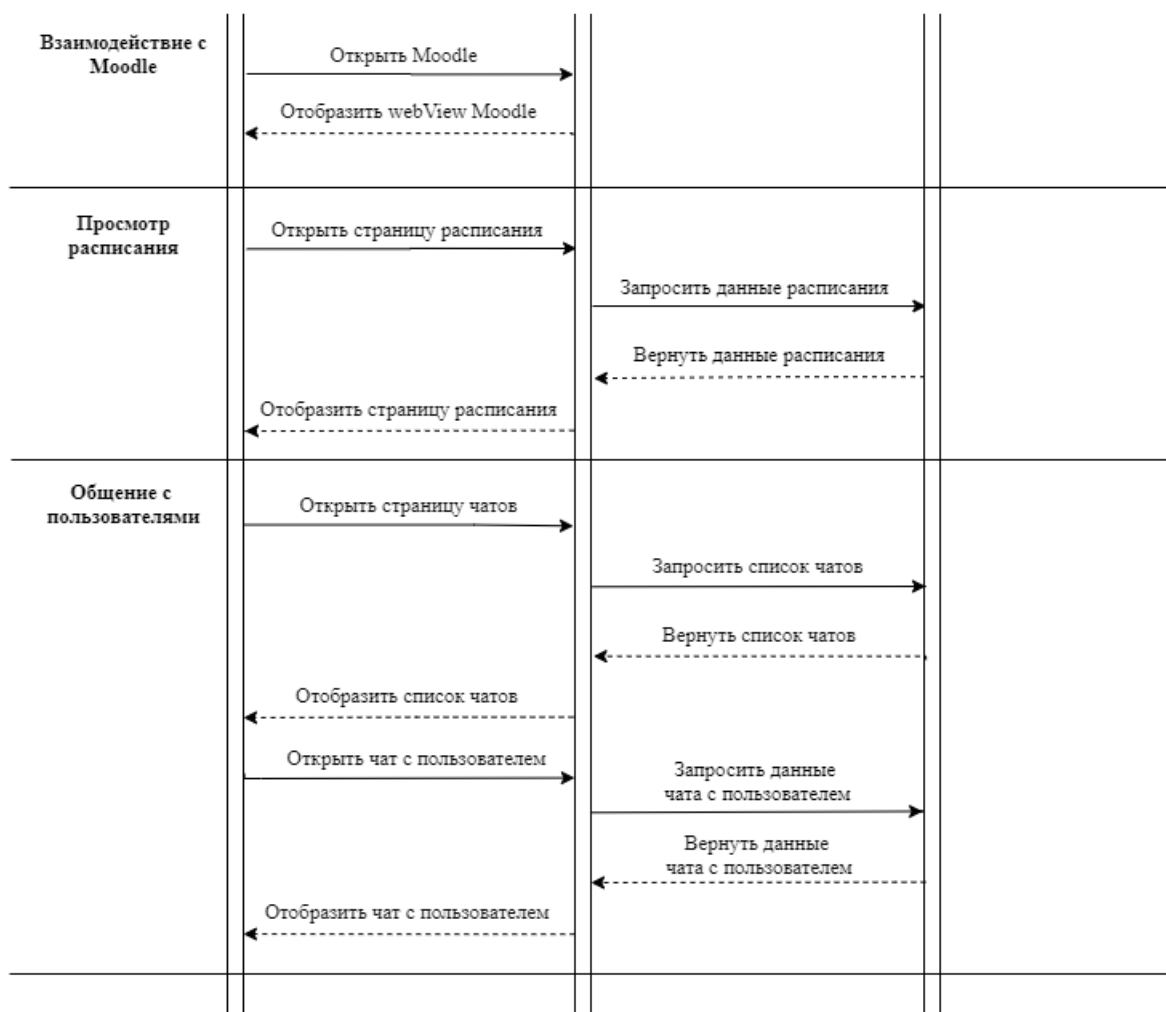 Взаимодействие с
Moodle
Открыть Moodle
Отобразить webView Moodle
Просмотр
расписания
Открыть страницу расписания
Запросить данные расписания
Вернуть данные расписания
Отобразить страницу расписания
Общение с
пользователями
Открыть страницу чатов
Запросить список чатов
Вернуть список чатов
Отобразить список чатов
Открыть чат с пользователем
Запросить данные
чата с пользователем
Вернуть данные
чата с пользователем
Отобразить чат с пользователем